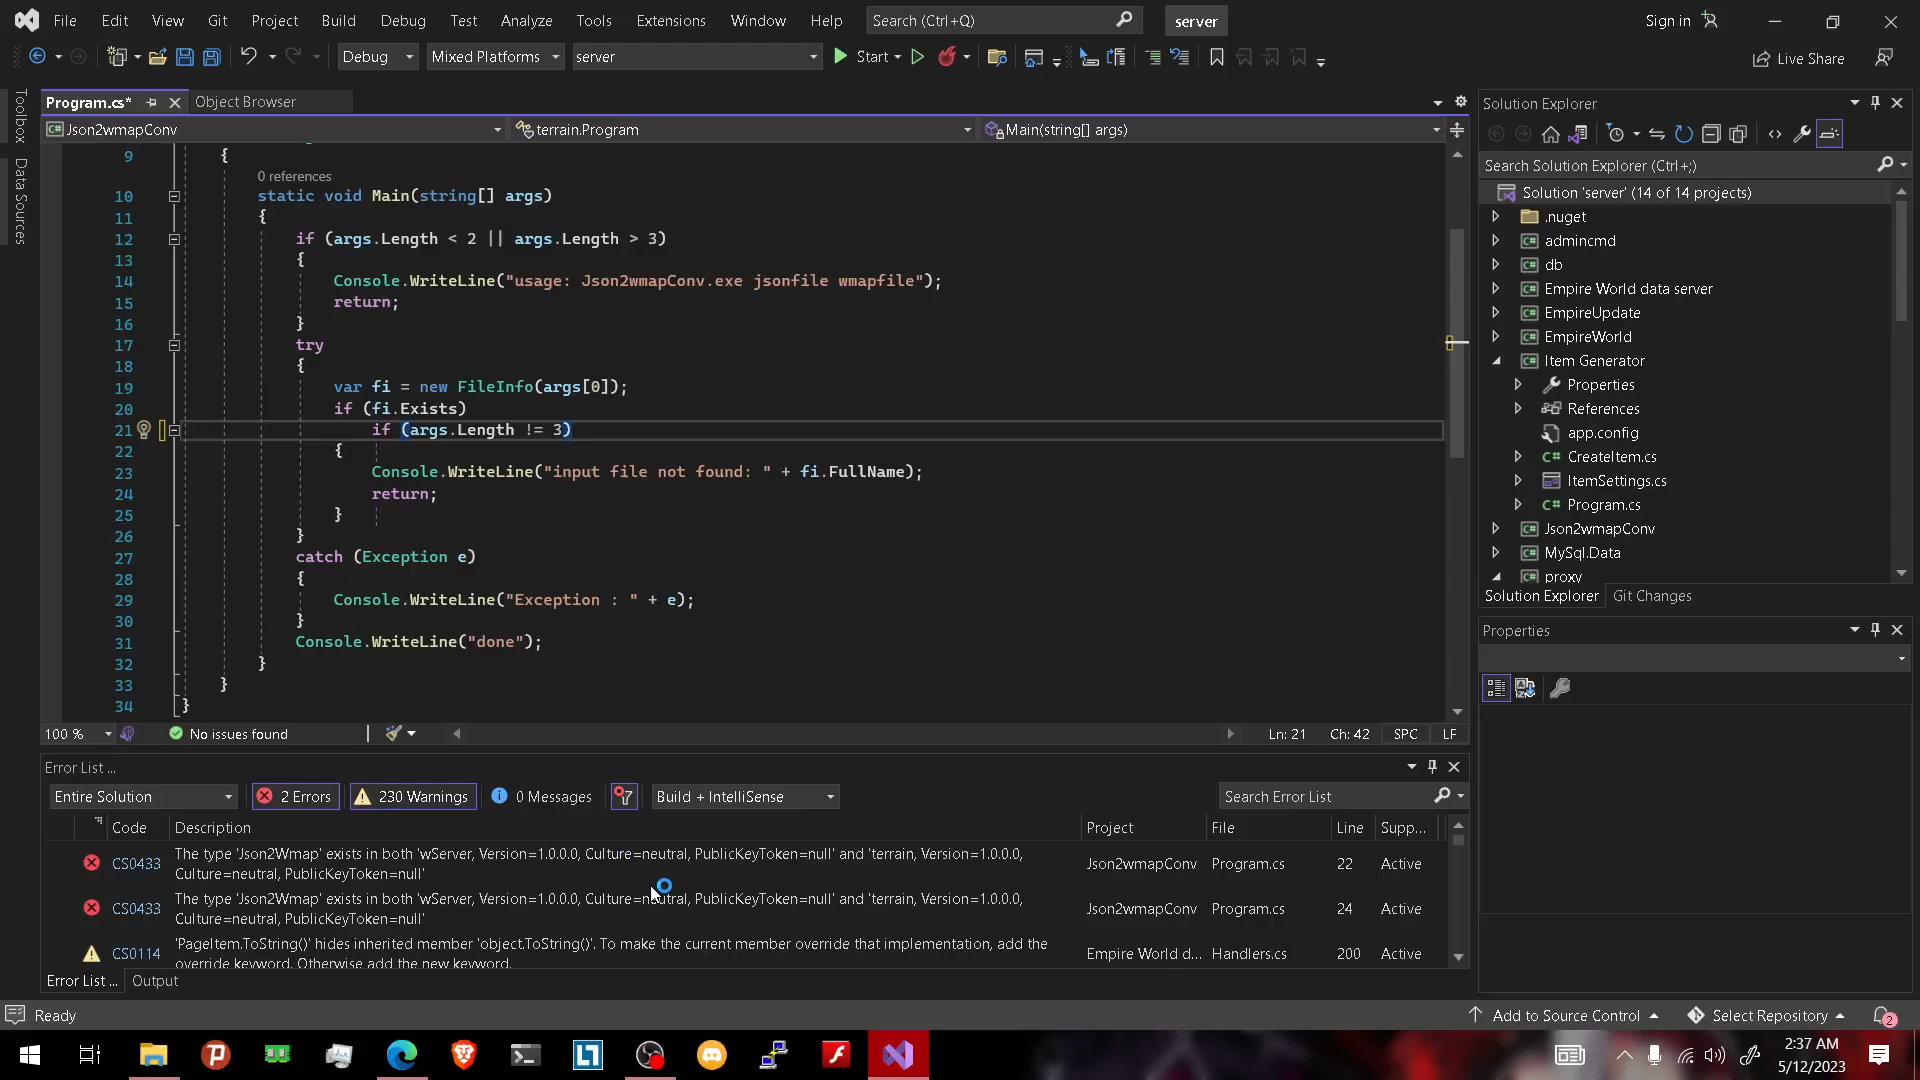 File Edit View Git Project Build Debug Test Analyze Tools Extensions Window Help Search (Ctrl+Q) server Sign in
Debug Mixed Platforms server Start Live Share
Toolbox
Data Sources
Program.cs* Object Browser
Json2wmapConv terrain.Program Main(string[] args)
9 {
0 references
10 static void Main(string[] args)
11 {
12 if (args.Length < 2 || args.Length > 3)
13 {
14 Console.WriteLine("usage: Json2wmapConv.exe jsonfile wmapfile");
15 return;
16 }
17 try
18 {
19 var fi = new FileInfo(args[0]);
20 if (fi.Exists)
21 if (args.Length != 3)
22 {
23 Console.WriteLine("input file not found: " + fi.FullName);
24 return;
25 }
26 }
27 catch (Exception e)
28 {
29 Console.WriteLine("Exception : " + e);
30 }
31 Console.WriteLine("done");
32 }
33 }
34 }
100 % No issues found Ln: 21 Ch: 42 SPC LF
Solution Explorer
Search Solution Explorer (Ctrl+;)
Solution 'server' (14 of 14 projects)
.nuget
admincmd
db
Empire World data server
EmpireUpdate
EmpireWorld
Item Generator
Properties
References
app.config
CreateItem.cs
ItemSettings.cs
Program.cs
Json2wmapConv
MySql.Data
proxy
Solution Explorer Git Changes
Properties
Error List ...
Entire Solution 2 Errors 230 Warnings 0 Messages Build + IntelliSense Search Error List
Code Description Project File Line Supp...
CS0433 The type 'Json2Wmap' exists in both 'wServer, Version=1.0.0.0, Culture=neutral, PublicKeyToken=null' and 'terrain, Version=1.0.0.0, Json2wmapConv Program.cs 22 Active
Culture=neutral, PublicKeyToken=null'
CS0433 The type 'Json2Wmap' exists in both 'wServer, Version=1.0.0.0, Culture=neutral, PublicKeyToken=null' and 'terrain, Version=1.0.0.0, Json2wmapConv Program.cs 24 Active
Culture=neutral, PublicKeyToken=null'
CS0114 'PageItem.ToString()' hides inherited member 'object.ToString()'. To make the current member override that implementation, add the Empire World d... Handlers.cs 200 Active
override keyword. Otherwise add the new keyword.
Error List ... Output
Ready Add to Source Control Select Repository 2
2:37 AM
5/12/2023